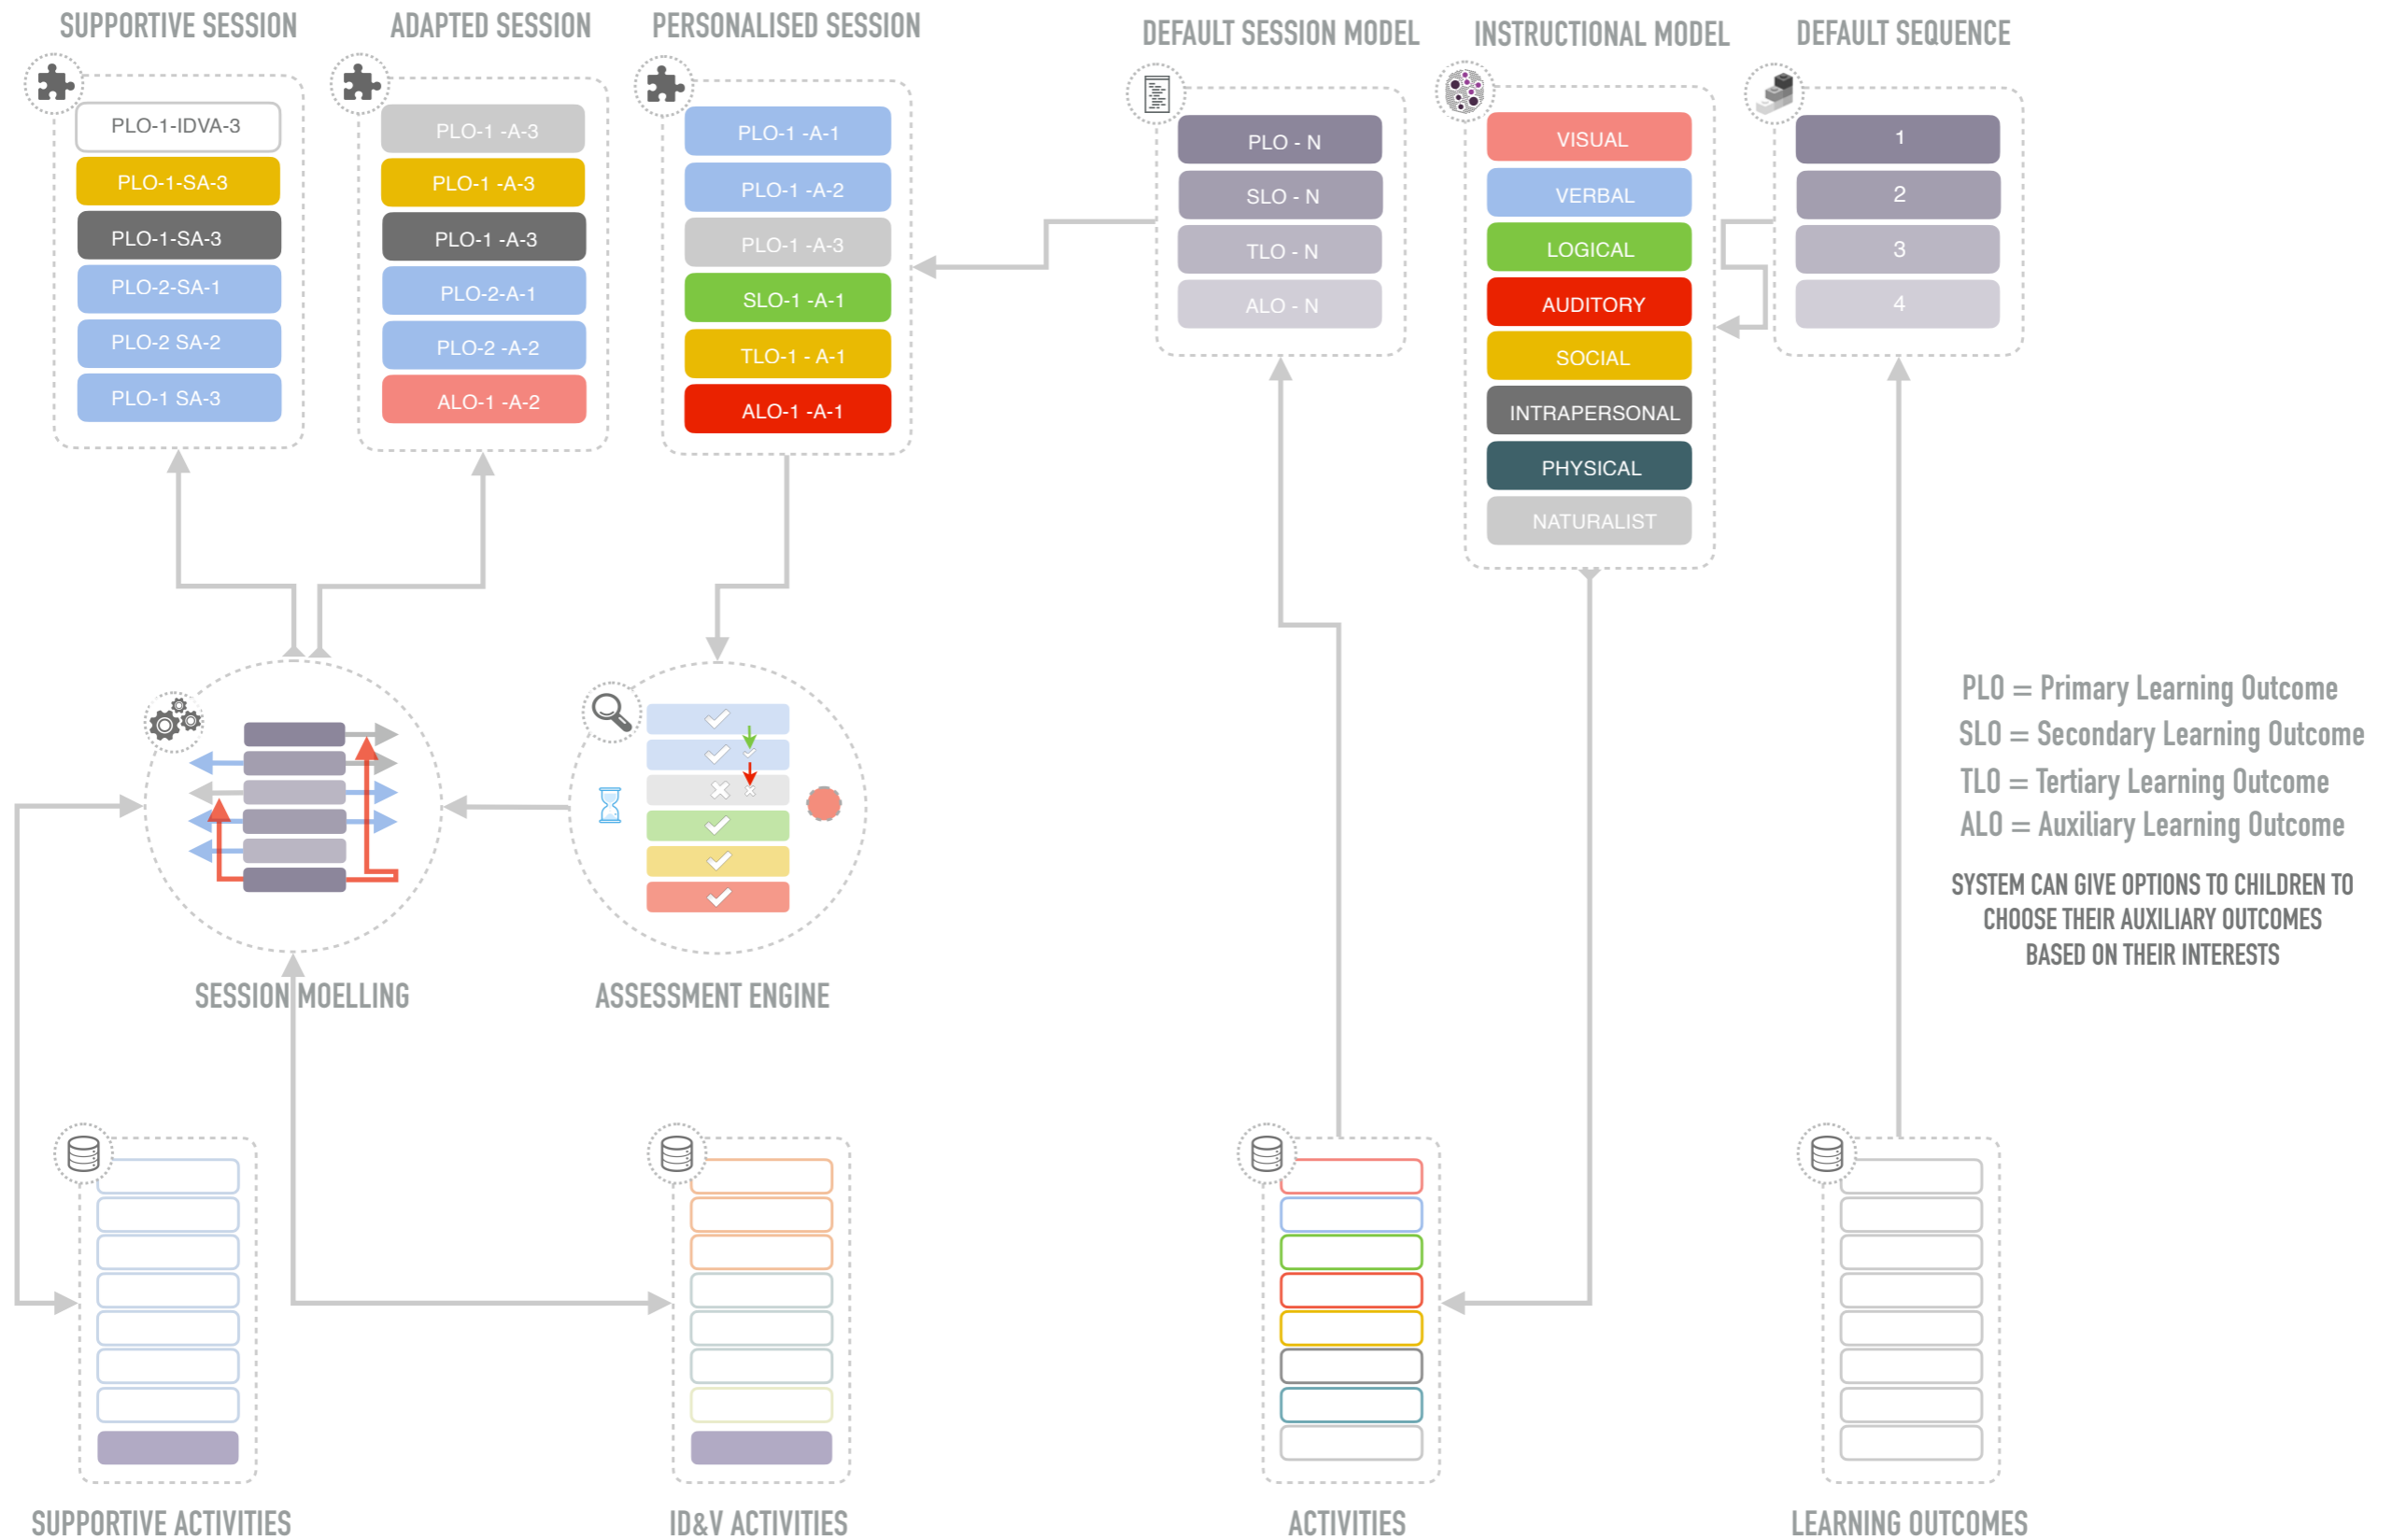 SUPPORTIVE SESSION
PLO-1-IDVA-3
PLO-1-SA-3
PLO-1-SA-3
PLO-2-SA-1
PLO-2 SA-2
PLO-1 SA-3
ADAPTED SESSION
PLO-1 -A-3
PLO-1 -A-3
PLO-1 -A-3
PLO-2-A-1
PLO-2 -A-2
ALO-1 -A-2
PERSONALISED SESSION
PLO-1 -A-1
PLO-1 -A-2
PLO-1 -A-3
SLO-1 -A-1
TLO-1 - A-1
ALO-1 -A-1
DEFAULT SESSION MODEL
PLO - N
SLO - N
TLO - N
ALO - N
INSTRUCTIONAL MODEL
VISUAL
VERBAL
LOGICAL
AUDITORY
SOCIAL
INTRAPERSONAL
PHYSICAL
NATURALIST
DEFAULT SEQUENCE
1
2
3
4
PLO = Primary Learning Outcome
SLO = Secondary Learning Outcome
TLO = Tertiary Learning Outcome
ALO = Auxiliary Learning Outcome
SYSTEM CAN GIVE OPTIONS TO CHILDREN TO
CHOOSE THEIR AUXILIARY OUTCOMES
BASED ON THEIR INTERESTS
SESSION MOELLING
ASSESSMENT ENGINE
SUPPORTIVE ACTIVITIES
ID&V ACTIVITIES
ACTIVITIES
LEARNING OUTCOMES